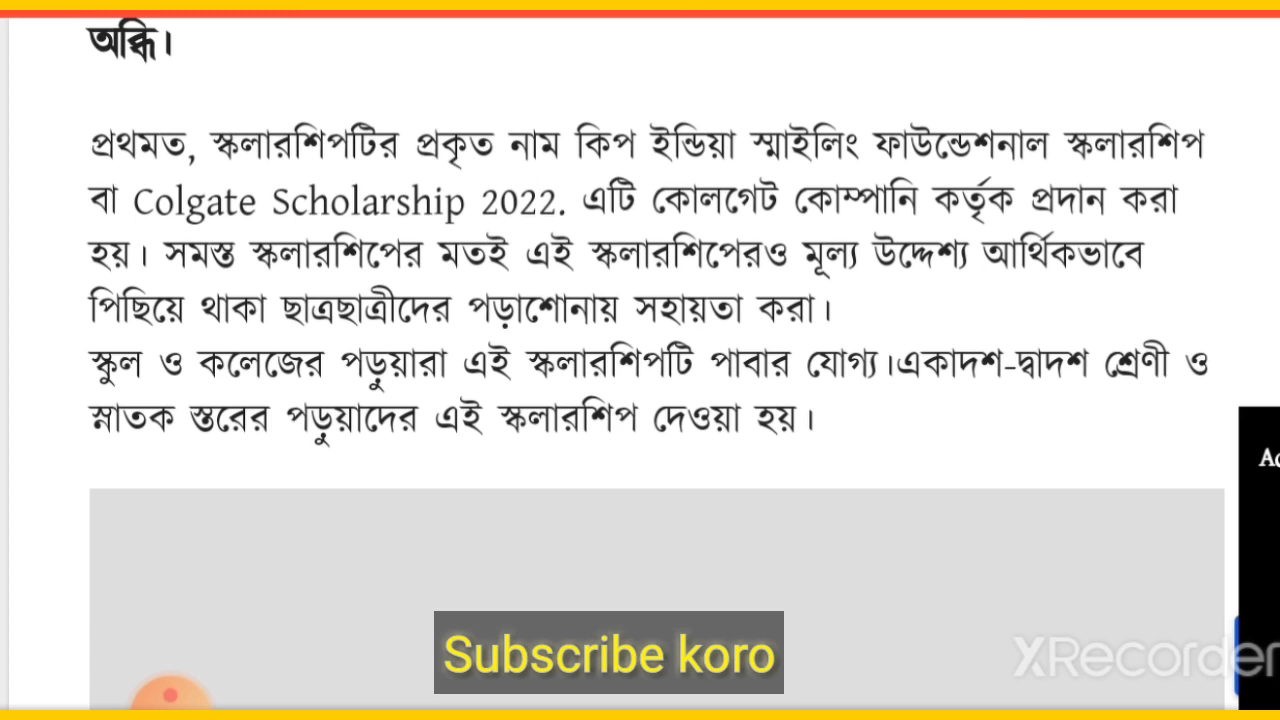 অব্ধি।
প্রথমত, স্কলারশিপটির প্রকৃত নাম কিপ ইন্ডিয়া স্মাইলিং ফাউন্ডেশনাল স্কলারশিপ
বা Colgate Scholarship 2022. এটি কোলগেট কোম্পানি কর্তৃক প্রদান করা
হয়। সমস্ত স্কলারশিপের মতই এই স্কলারশিপেরও মূল্য উদ্দেশ্য আর্থিকভাবে
পিছিয়ে থাকা ছাত্রছাত্রীদের পড়াশোনায় সহায়তা করা।
স্কুল ও কলেজের পড়ুয়ারা এই স্কলারশিপটি পাবার যোগ্য।একাদশ-দ্বাদশ শ্রেণী ও
স্নাতক স্তরের পড়ুয়াদের এই স্কলারশিপ দেওয়া হয়।
Subscribe koro
XRecorder